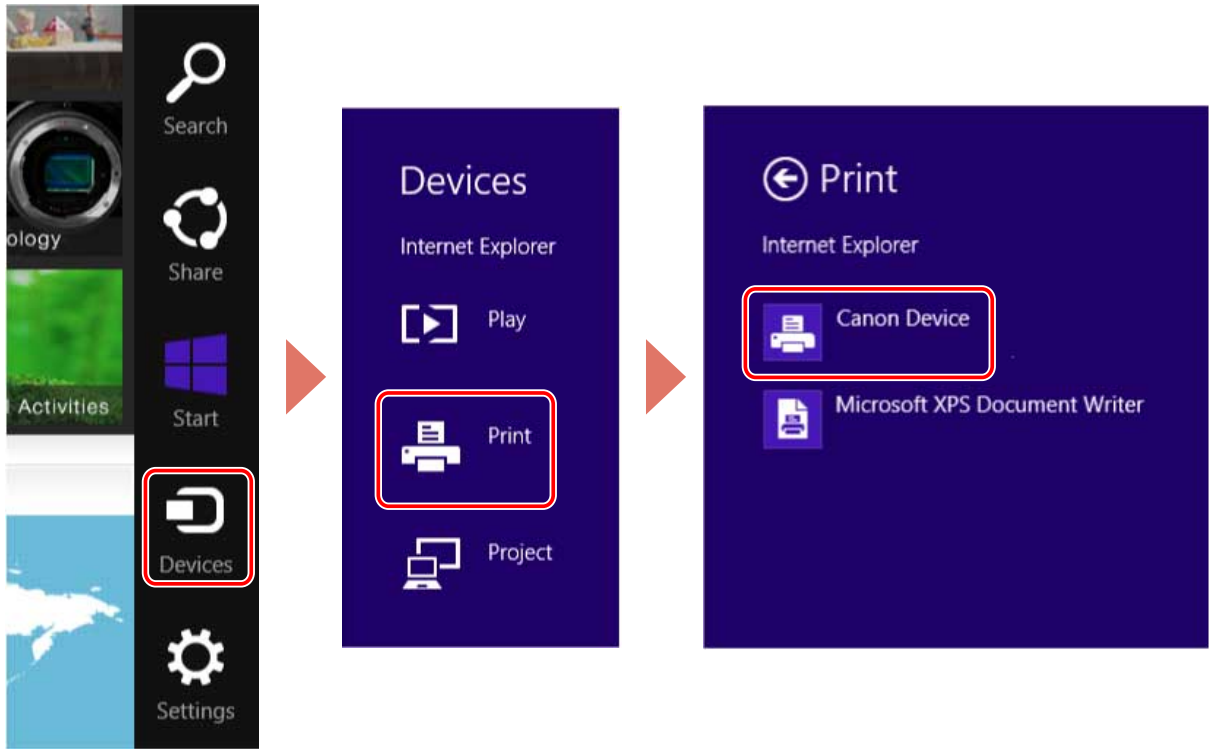 Search
ology
Share
Activities
Start
Devices
Settings
Devices
Internet Explorer
Play
Print
Project
Print
Internet Explorer
Canon Device
Microsoft XPS Document Writer